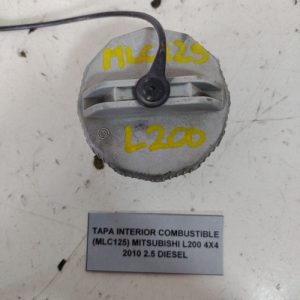 MLC125
L200
TAPA INTERIOR COMBUSTIBLE
(MLC125) MITSUBISHI L200 4X4
2010 2.5 DIESEL